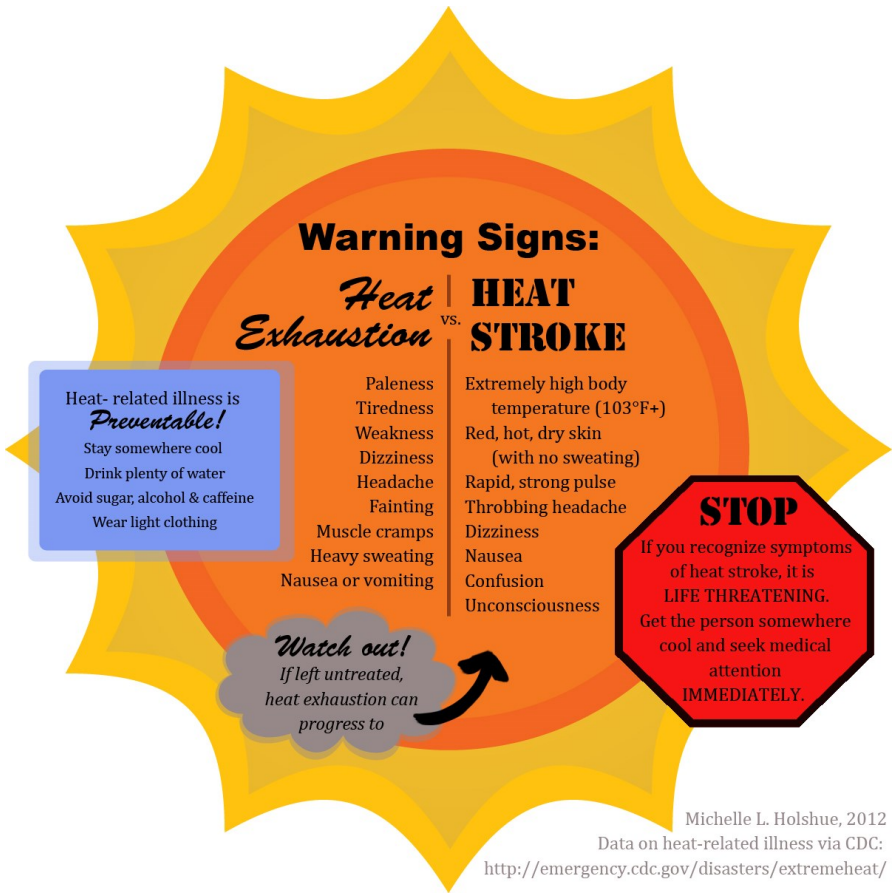 Warning Signs:
Heat
Exhaustion
vs.
HEAT
STROKE
Paleness
Tiredness
Weakness
Dizziness
Headache
Fainting
Muscle cramps
Heavy sweating
Nausea or vomiting
Extremely high body
temperature (103°F+)
Red, hot, dry skin
(with no sweating)
Rapid, strong pulse
Throbbing headache
Dizziness
Nausea
Confusion
Unconsciousness
Heat- related illness is
Preventable!
Stay somewhere cool
Drink plenty of water
Avoid sugar, alcohol & caffeine
Wear light clothing
Watch out!
If left untreated,
heat exhaustion can
progress to
STOP
If you recognize symptoms
of heat stroke, it is
LIFE THREATENING.
Get the person somewhere
cool and seek medical
attention
IMMEDIATELY.
Michelle L. Holshue, 2012
Data on heat-related illness via CDC:
http://emergency.cdc.gov/disasters/extremeheat/